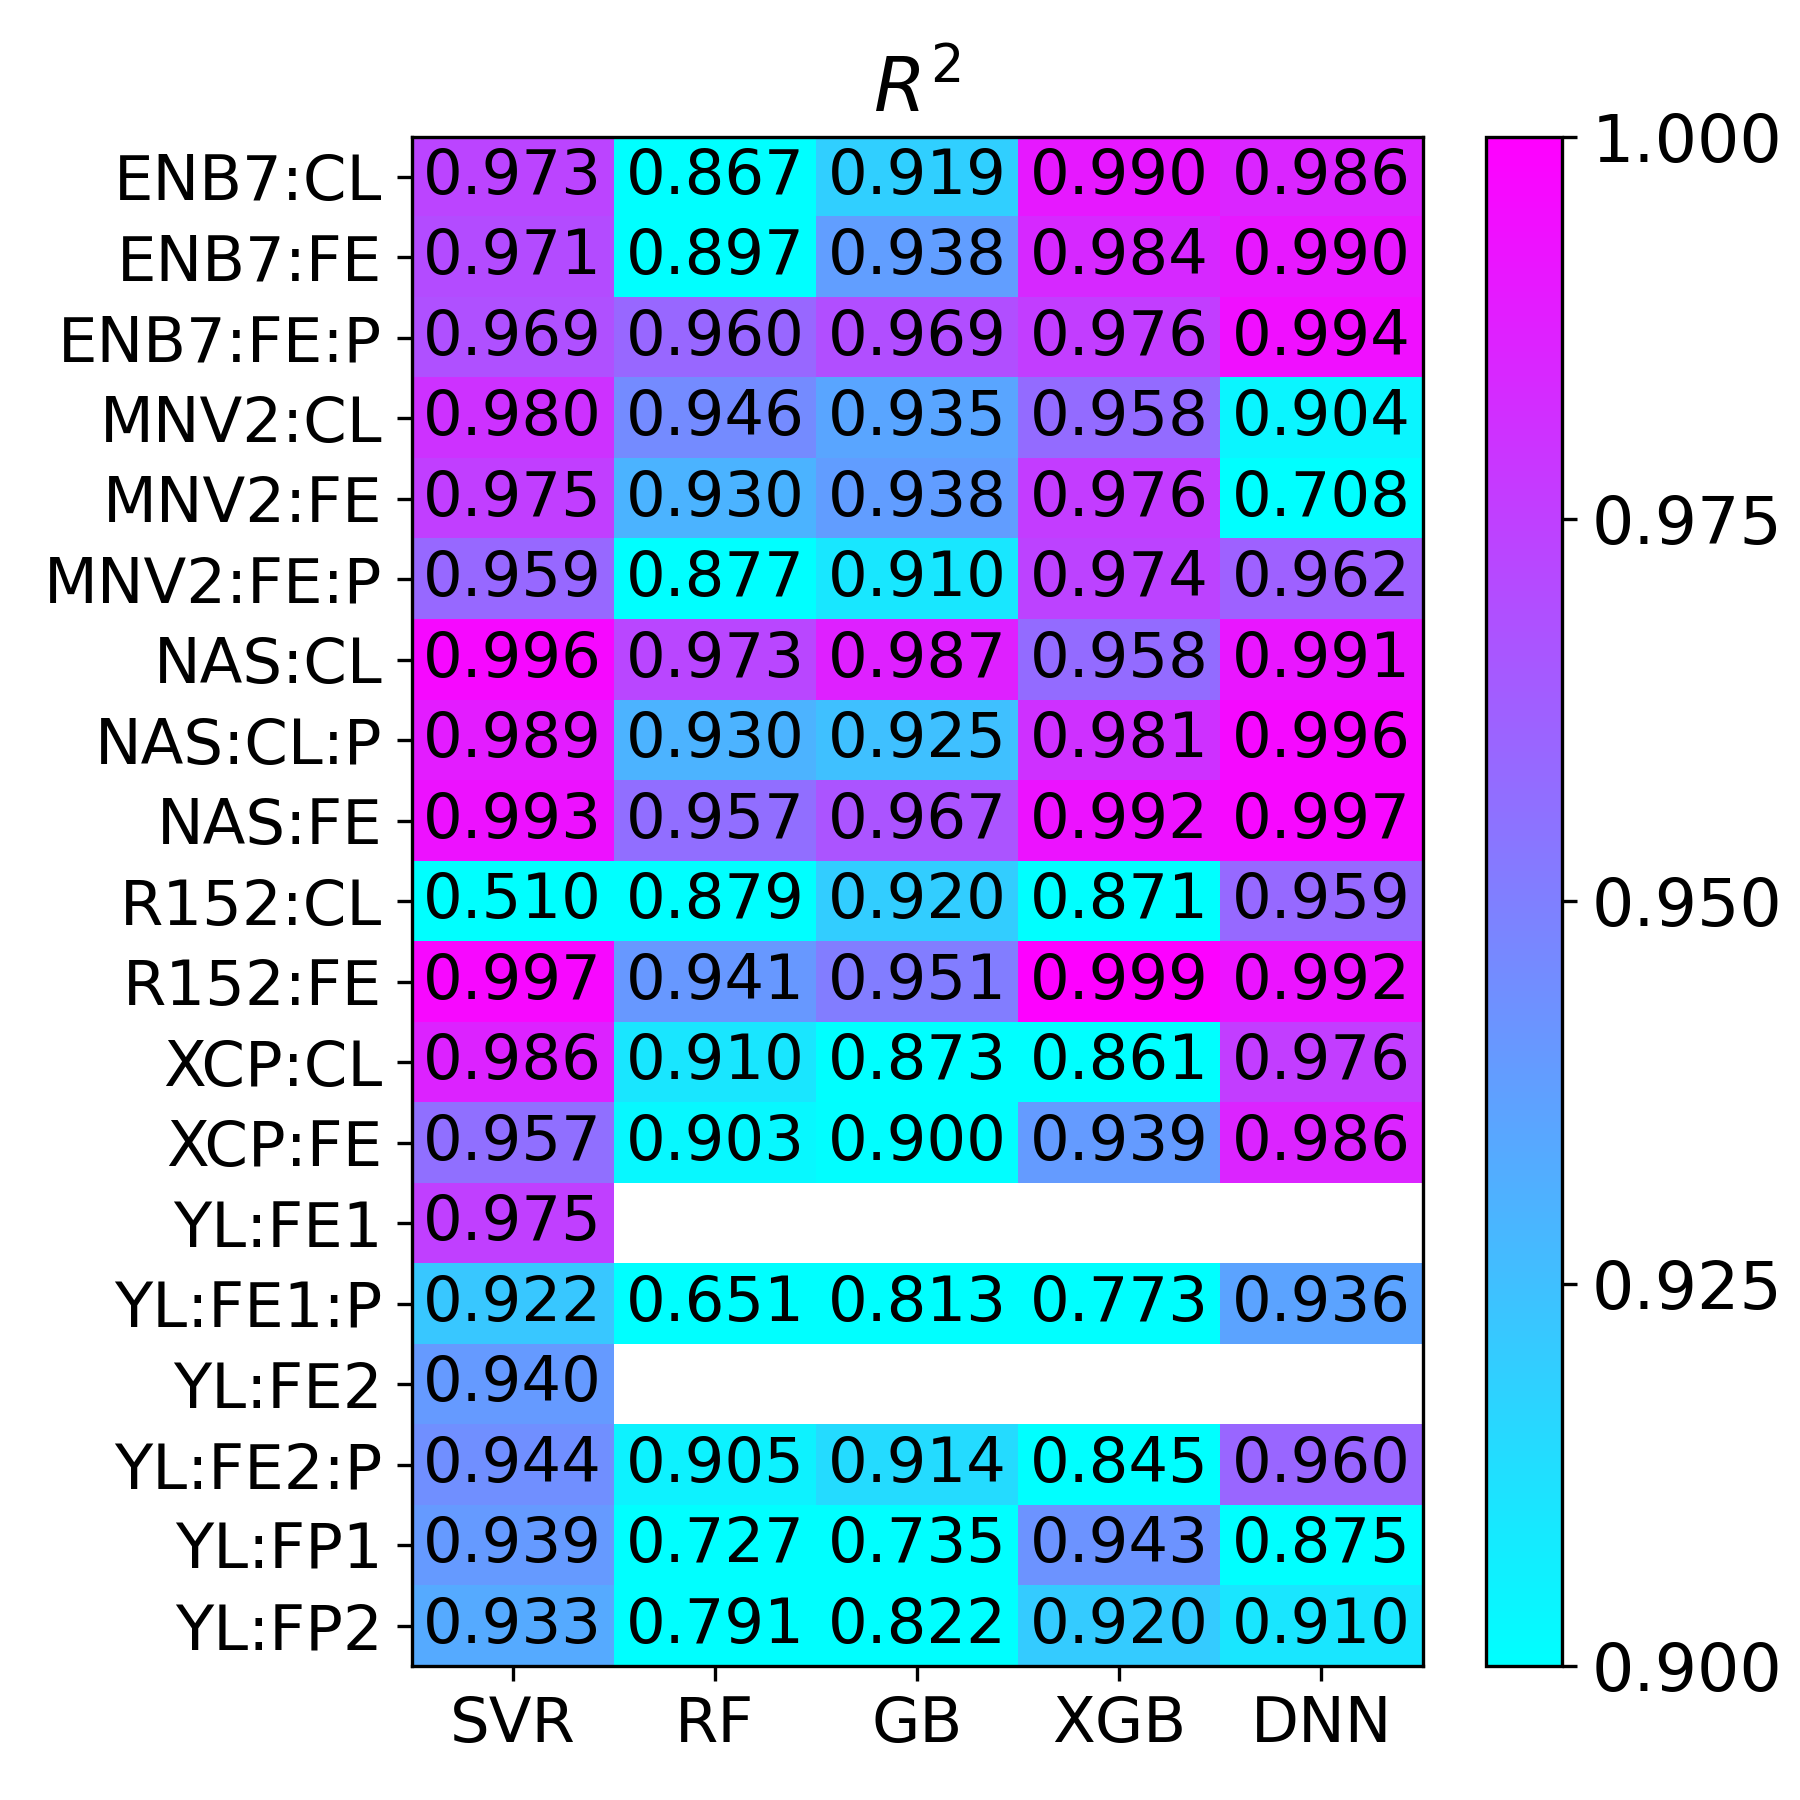 R²
ENB7:CL 0.973 0.867 0.919 0.990 0.986
ENB7:FE 0.971 0.897 0.938 0.984 0.990
ENB7:FE:P 0.969 0.960 0.969 0.976 0.994
MNV2:CL 0.980 0.946 0.935 0.958 0.904
MNV2:FE 0.975 0.930 0.938 0.976 0.708
MNV2:FE:P 0.959 0.877 0.910 0.974 0.962
NAS:CL 0.996 0.973 0.987 0.958 0.991
NAS:CL:P 0.989 0.930 0.925 0.981 0.996
NAS:FE 0.993 0.957 0.967 0.992 0.997
R152:CL 0.510 0.879 0.920 0.871 0.959
R152:FE 0.997 0.941 0.951 0.999 0.992
XCP:CL 0.986 0.910 0.873 0.861 0.976
XCP:FE 0.957 0.903 0.900 0.939 0.986
YL:FE1 0.975
YL:FE1:P 0.922 0.651 0.813 0.773 0.936
YL:FE2 0.940
YL:FE2:P 0.944 0.905 0.914 0.845 0.960
YL:FP1 0.939 0.727 0.735 0.943 0.875
YL:FP2 0.933 0.791 0.822 0.920 0.910
SVR RF GB XGB DNN
1.000
0.975
0.950
0.925
0.900